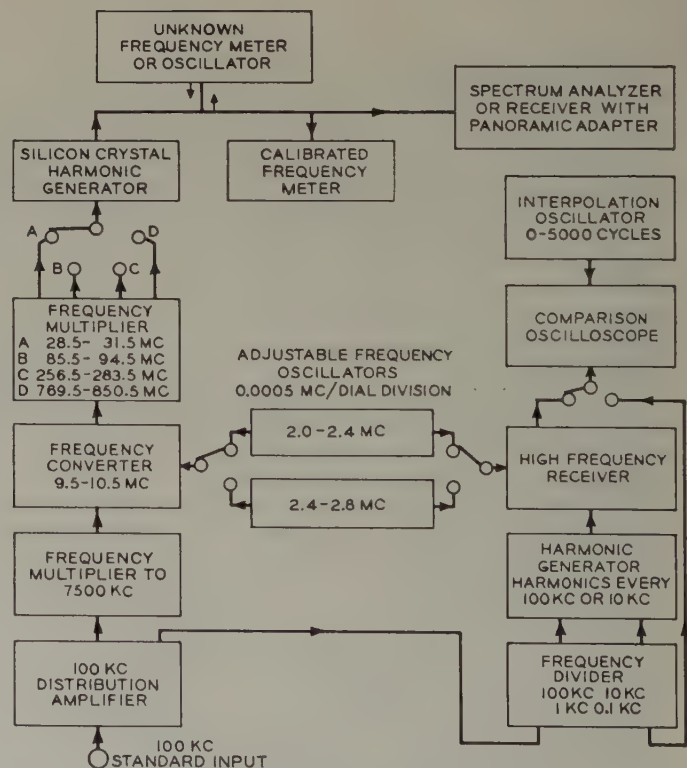 UNKNOWN
FREQUENCY METER
OR OSCILLATOR
SPECTRUM ANALYZER
OR RECEIVER WITH
PANORAMIC ADAPTER
SILICON CRYSTAL
HARMONIC
GENERATOR
CALIBRATED
FREQUENCY
METER
INTERPOLATION
OSCILLATOR
0-5000 CYCLES
A
D
B
C
COMPARISON
OSCILLOSCOPE
FREQUENCY
MULTIPLIER
A 28.5- 31.5 MC
B 85.5- 94.5 MC
C 256.5-283.5 MC
D 769.5-850.5 MC
ADJUSTABLE FREQUENCY
OSCILLATORS
0.0005 MC/DIAL DIVISION
2.0-2.4 MC
2.4-2.8 MC
FREQUENCY
CONVERTER
9.5-10.5 MC
HIGH FREQUENCY
RECEIVER
FREQUENCY
MULTIPLIER TO
7500 KC
HARMONIC
GENERATOR
HARMONICS EVERY
100 KC OR 10 KC
100 KC
DISTRIBUTION
AMPLIFIER
FREQUENCY
DIVIDER
100KC 10KC
1 KC 0.1 KC
100 KC
STANDARD INPUT